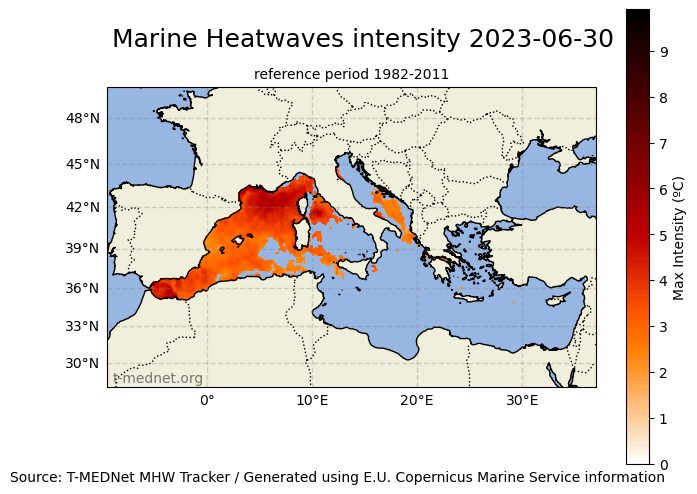 Marine Heatwaves intensity 2023-06-30
reference period 1982-2011
48°N
45°N
42°N
39°N
36°N
33°N
30°N
t-mednet.org
0°
10°E
20°E
30°E
9
8
7
6
5
4
3
2
1
0
Max Intensity (ºC)
Source: T-MEDNet MHW Tracker / Generated using E.U. Copernicus Marine Service information